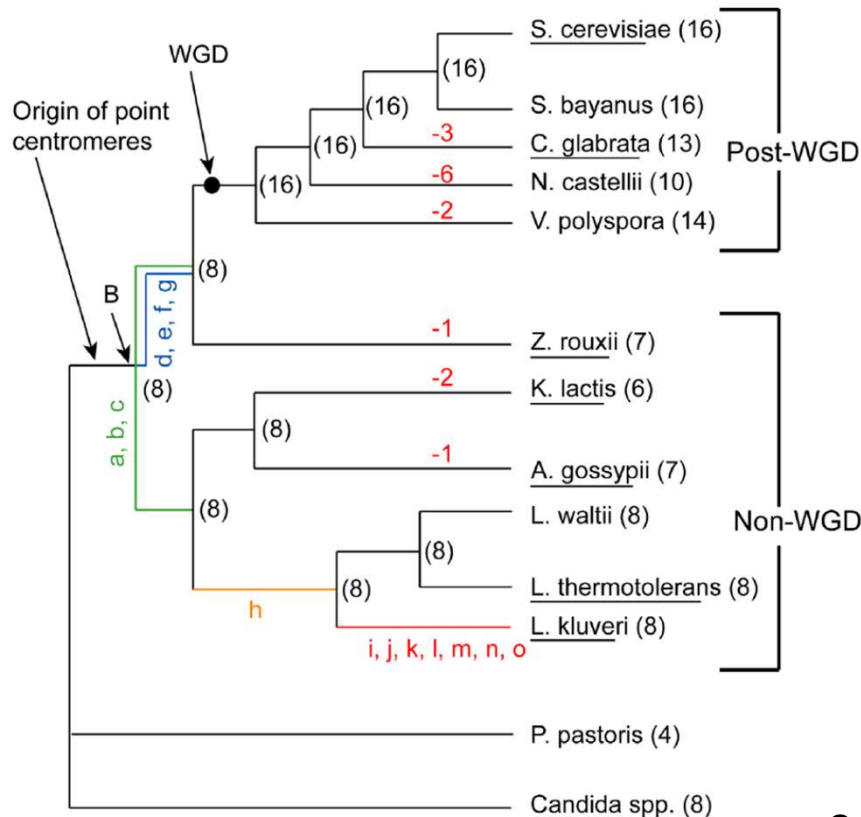 S. cerevisiae (16)
WGD
(16)
Origin of point
centromeres
(16)
S. bayanus (16)
-3
(16)
C. glabrata (13)
Post-WGD
-6
(16)
N. castellii (10)
-2
V. polyspora (14)
(8)
B
d, e, f, g
-1
Z. rouxii (7)
(8)
a, b, c
-2
K. lactis (6)
(8)
-1
A. gossypii (7)
(8)
L. waltii (8)
Non-WGD
(8)
(8)
L. thermotolerans (8)
h
L. kluveri (8)
i, j, k, l, m, n, o
P. pastoris (4)
Candida spp. (8)